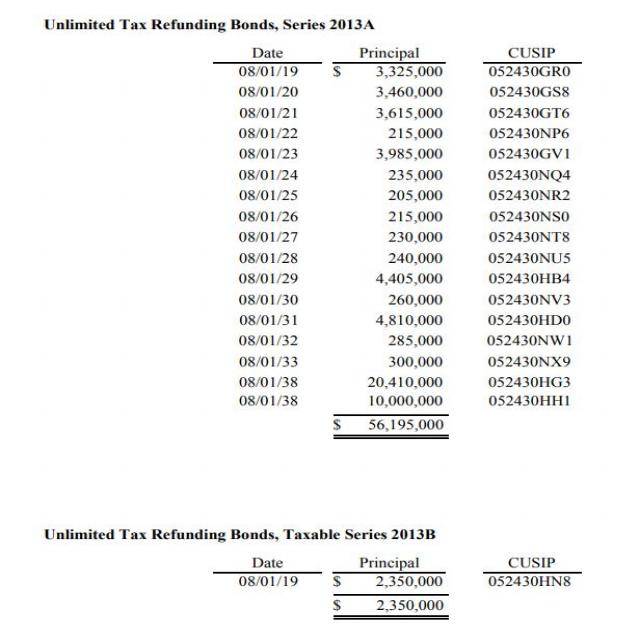 Unlimited Tax Refunding Bonds, Series 2013A
Date Principal CUSIP
08/01/19 $ 3,325,000 052430GR0
08/01/20 3,460,000 052430GS8
08/01/21 3,615,000 052430GT6
08/01/22 215,000 052430NP6
08/01/23 3,985,000 052430GV1
08/01/24 235,000 052430NQ4
08/01/25 205,000 052430NR2
08/01/26 215,000 052430NS0
08/01/27 230,000 052430NT8
08/01/28 240,000 052430NU5
08/01/29 4,405,000 052430HB4
08/01/30 260,000 052430NV3
08/01/31 4,810,000 052430HD0
08/01/32 285,000 052430NW1
08/01/33 300,000 052430NX9
08/01/38 20,410,000 052430HG3
08/01/38 10,000,000 052430HH1
$ 56,195,000
Unlimited Tax Refunding Bonds, Taxable Series 2013B
Date Principal CUSIP
08/01/19 $ 2,350,000 052430HN8
$ 2,350,000